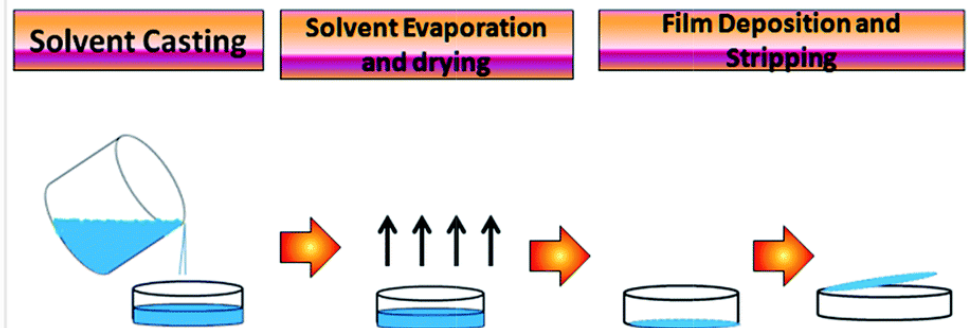 Solvent Casting
Solvent Evaporation
and drying
Film Deposition and
Stripping